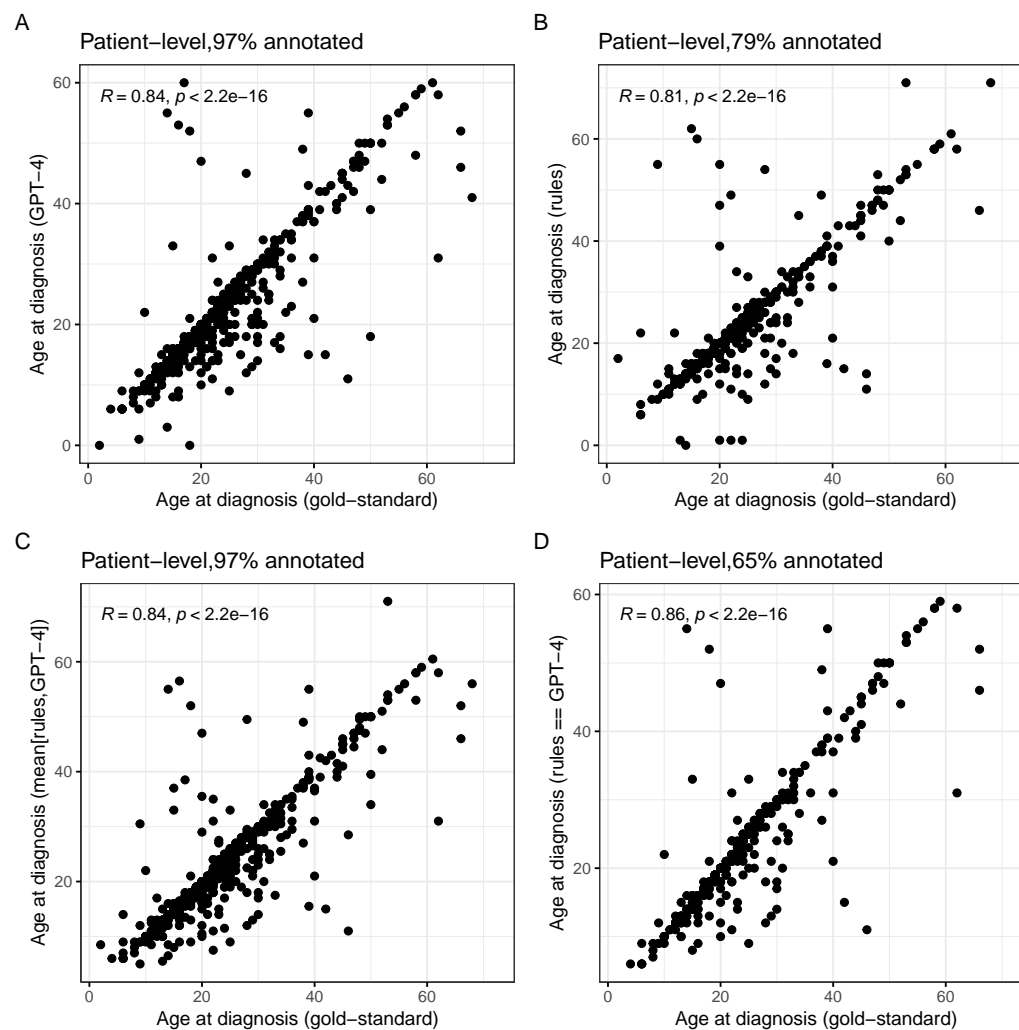 A
Patient−level,97% annotated
R = 0.84, p < 2.2e−16
60
40
20
0
Age at diagnosis (GPT−4)
0 20 40 60
Age at diagnosis (gold−standard)
B
Patient−level,79% annotated
R = 0.81, p < 2.2e−16
60
40
20
0
Age at diagnosis (rules)
0 20 40 60
Age at diagnosis (gold−standard)
C
Patient−level,97% annotated
R = 0.84, p < 2.2e−16
60
40
20
Age at diagnosis (mean[rules,GPT−4])
0 20 40 60
Age at diagnosis (gold−standard)
D
Patient−level,65% annotated
R = 0.86, p < 2.2e−16
60
40
20
Age at diagnosis (rules == GPT−4)
0 20 40 60
Age at diagnosis (gold−standard)